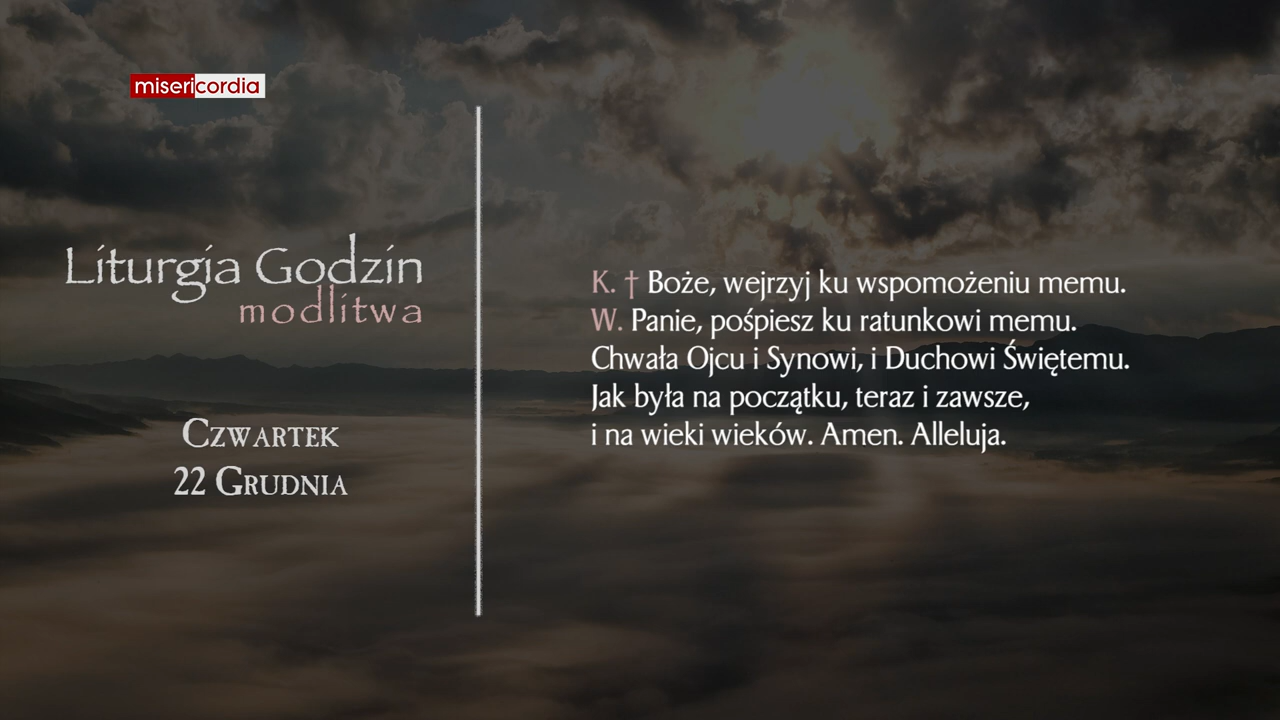 misericordia
Liturgia Godzin
modlitwa
Czwartek
22 Grudnia
K. † Boże, wejrzyj ku wspomożeniu memu.
W. Panie, pośpiesz ku ratunkowi memu.
Chwała Ojcu i Synowi, i Duchowi Świętemu.
Jak była na początku, teraz i zawsze,
i na wieki wieków. Amen. Alleluja.